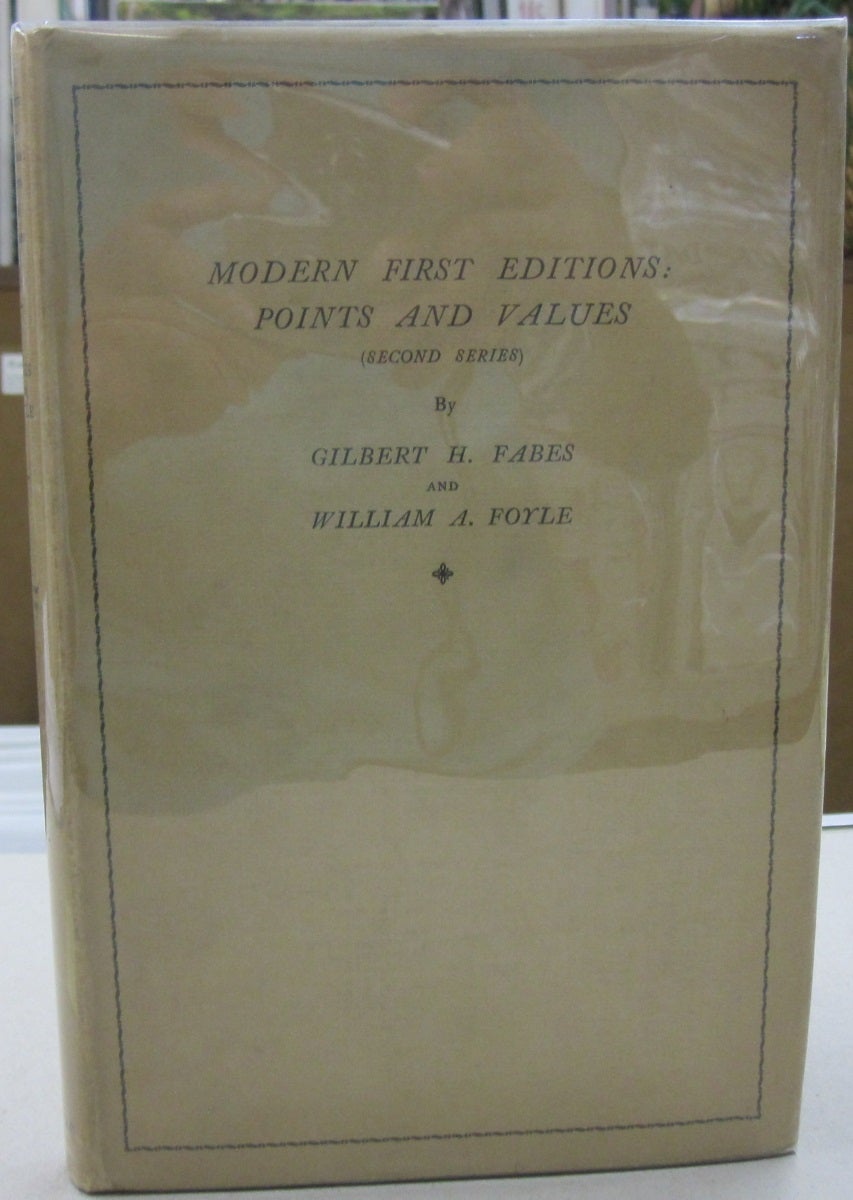 MODERN FIRST EDITIONS:
POINTS AND VALUES
(SECOND SERIES)
By
GILBERT H. FABES
AND
WILLIAM A. FOYLE